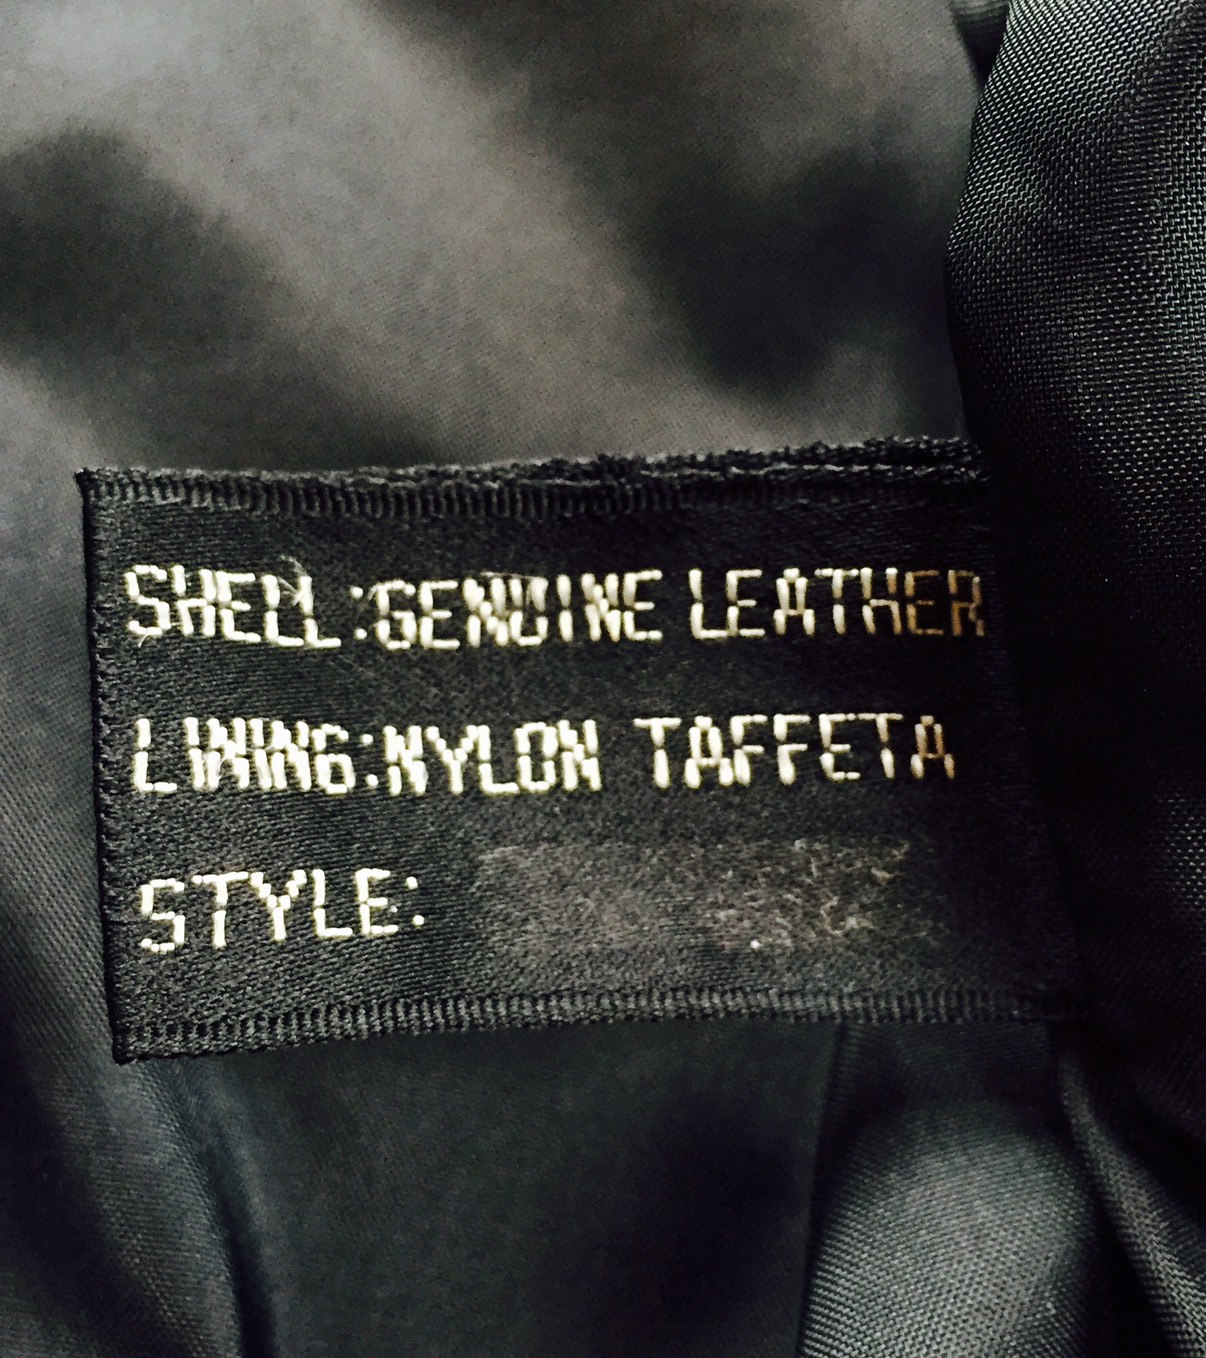 SHELL:GENUINE LEATHER
LINING:NYLON TAFFETA
STYLE: